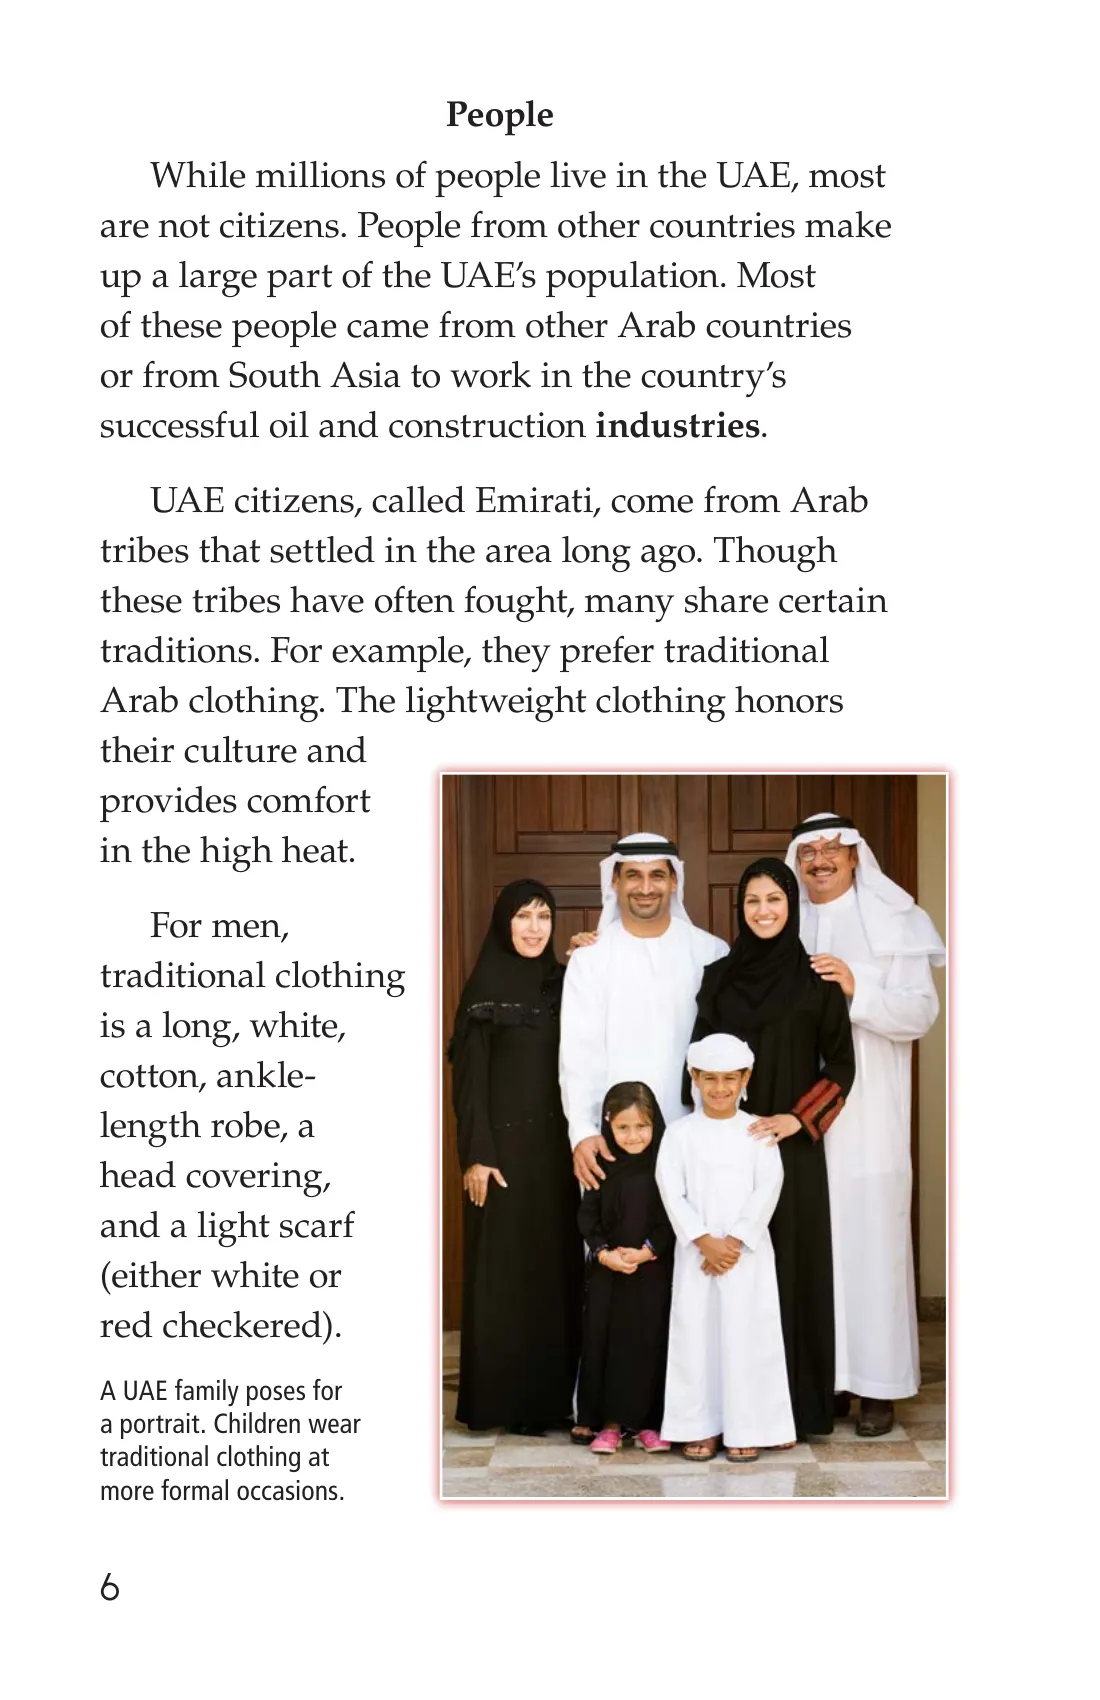 People
While millions of people live in the UAE, most
are not citizens. People from other countries make
up a large part of the UAE’s population. Most
of these people came from other Arab countries
or from South Asia to work in the country’s
successful oil and construction industries.
UAE citizens, called Emirati, come from Arab
tribes that settled in the area long ago. Though
these tribes have often fought, many share certain
traditions. For example, they prefer traditional
Arab clothing. The lightweight clothing honors
their culture and
provides comfort
in the high heat.
For men,
traditional clothing
is a long, white,
cotton, ankle-
length robe, a
head covering,
and a light scarf
(either white or
red checkered).
A UAE family poses for
a portrait. Children wear
traditional clothing at
more formal occasions.
6